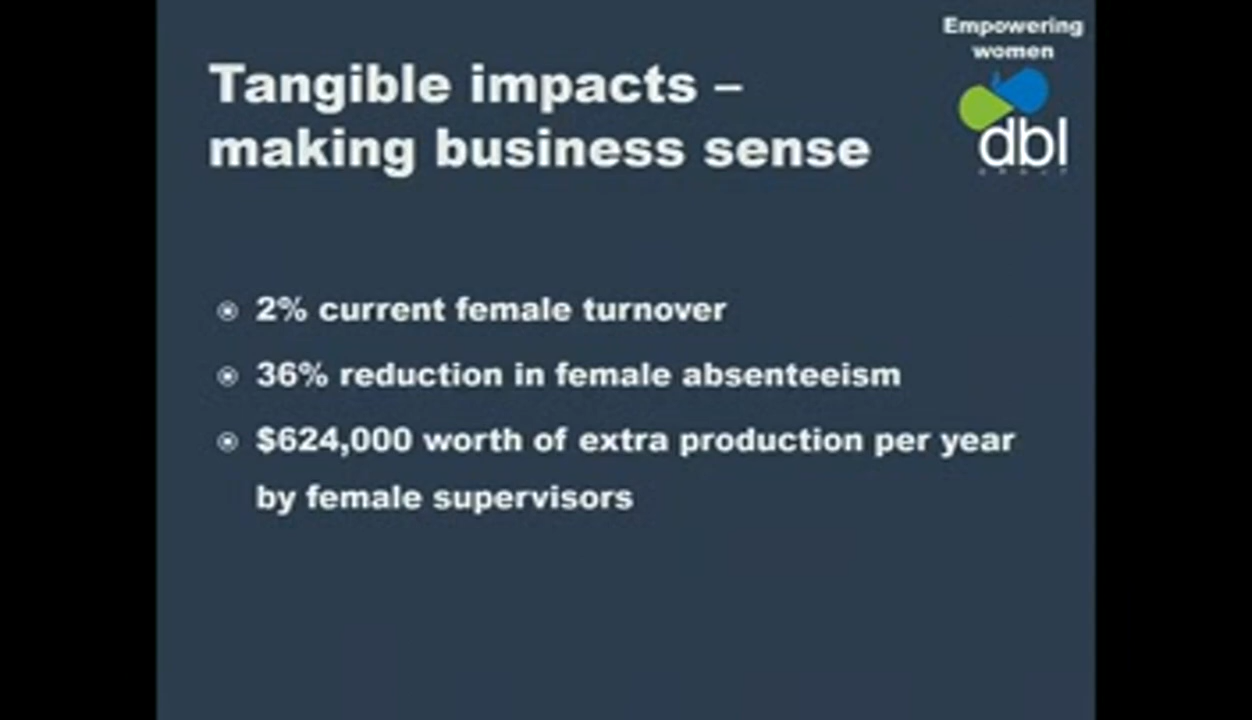 Empowering
women
Tangible impacts –
making business sense
dbl
GROUP
2% current female turnover
36% reduction in female absenteeism
$624,000 worth of extra production per year
by female supervisors